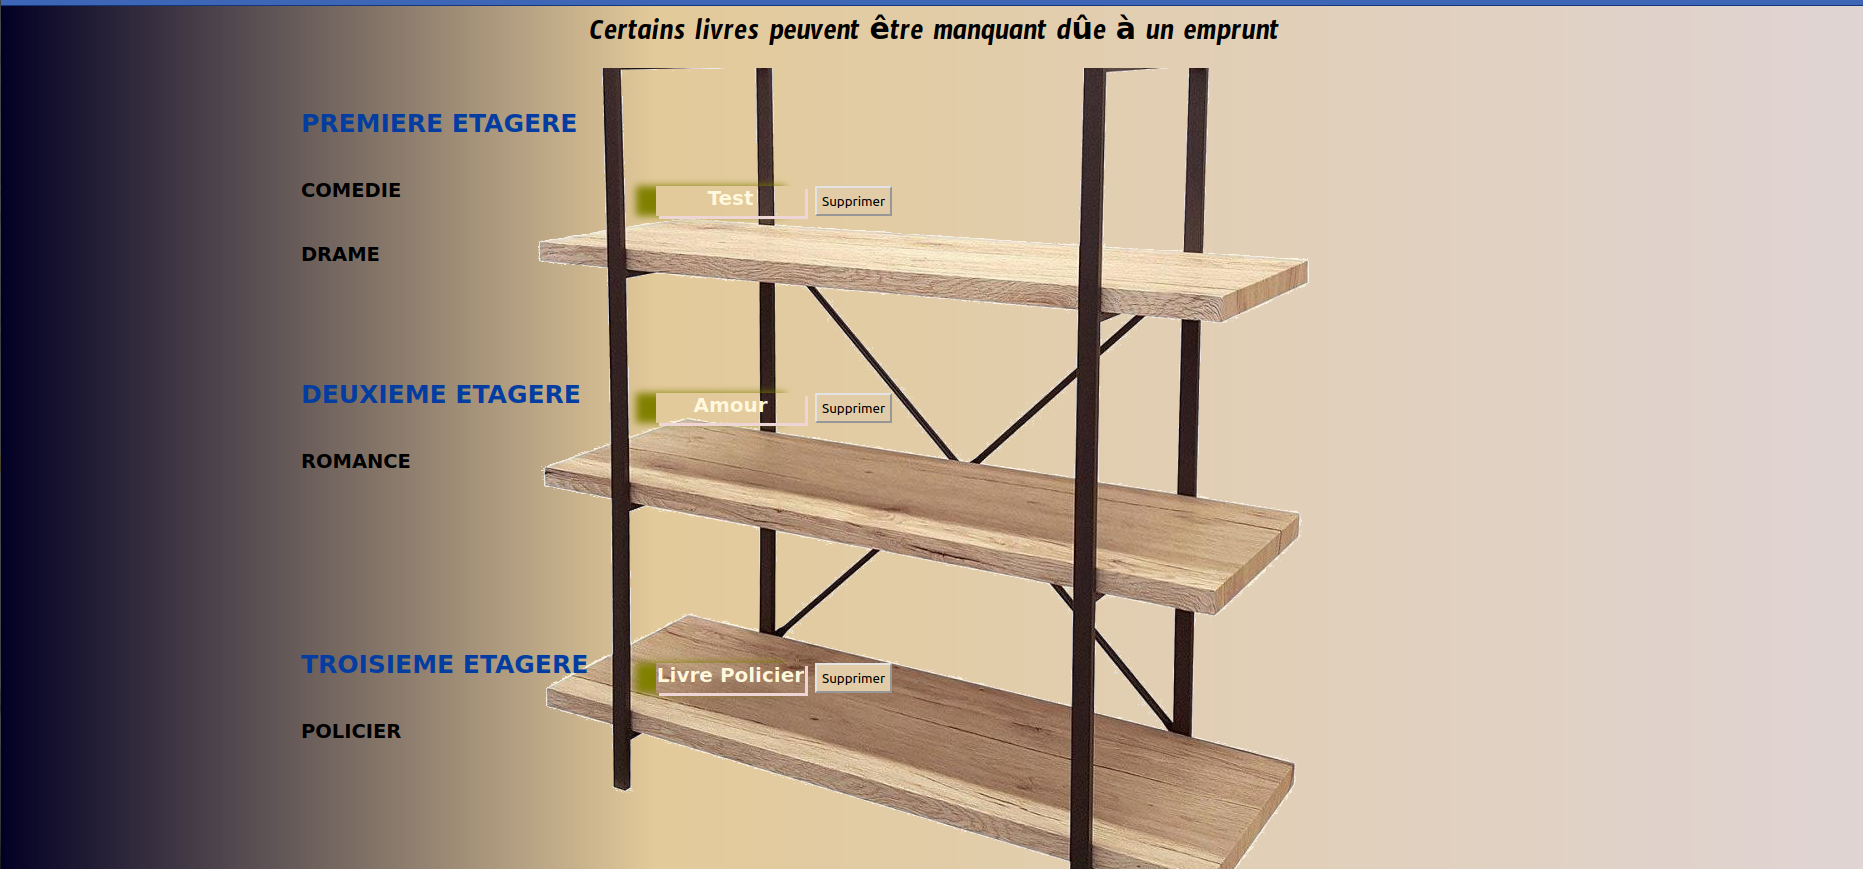 Certains livres peuvent être manquant dûe à un emprunt
PREMIERE ETAGERE
COMEDIE
Test
Supprimer
DRAME
DEUXIEME ETAGERE
Amour
Supprimer
ROMANCE
TROISIEME ETAGERE
Livre Policier
Supprimer
POLICIER